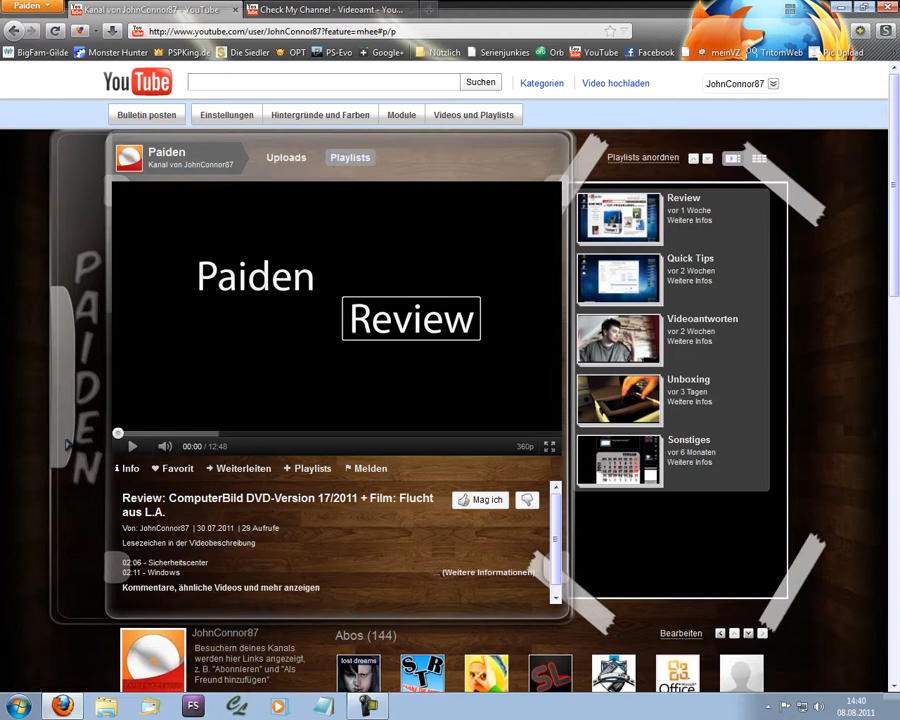 Paiden
Kanal von JohnConnor87 - YouTube
Check My Channel - Videoamt - You...
http://www.youtube.com/user/JohnConnor87?feature=mhee#p/p
BigFam-Gilde
Monster Hunter
PSPKing.de
Die Siedler
OPT
PS-Evo
Google+
Nützlich
Serienjunkies
Orb
YouTube
Facebook
meinVZ
TritomWeb
Pic Upload
YouTube
Suchen
Kategorien
Video hochladen
JohnConnor87
Bulletin posten
Einstellungen
Hintergründe und Farben
Module
Videos und Playlists
Paiden
Kanal von JohnConnor87
Uploads
Playlists
Playlists anordnen
PAIDEN
Paiden
Review
00:00 / 12:48
360p
Info
Favorit
Weiterleiten
Playlists
Melden
Review: ComputerBild DVD-Version 17/2011 + Film: Flucht
aus L.A.
Mag ich
Von: JohnConnor87 | 30.07.2011 | 29 Aufrufe
Lesezeichen in der Videobeschreibung
02:06 - Sicherheitscenter
02:11 - Windows
(Weitere Informationen)
Kommentare, ähnliche Videos und mehr anzeigen
Review
vor 1 Woche
Weitere Infos
Quick Tips
vor 2 Wochen
Weitere Infos
Videoantworten
vor 2 Wochen
Weitere Infos
Unboxing
vor 3 Tagen
Weitere Infos
Sonstiges
vor 6 Monaten
Weitere Infos
JohnConnor87
Besuchern deines Kanals
werden hier Links angezeigt,
z. B. "Abonnieren" und "Als
Freund hinzufügen".
Abos (144)
Bearbeiten
lost dreams
STR
SL
Office
FS
14:40
08.08.2011